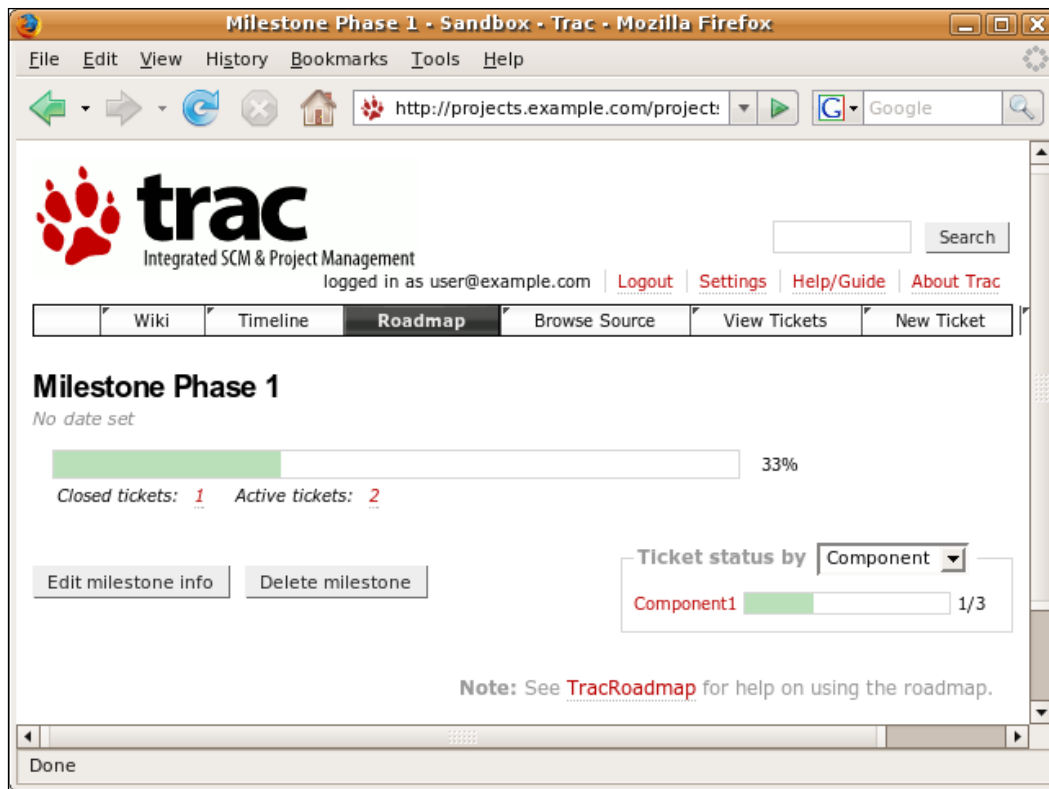 Milestone Phase 1 - Sandbox - Trac - Mozilla Firefox
File Edit View History Bookmarks Tools Help
http://projects.example.com/project: G Google
trac
Integrated SCM & Project Management
Search
logged in as user@example.com Logout Settings Help/Guide About Trac
Wiki Timeline Roadmap Browse Source View Tickets New Ticket
Milestone Phase 1
No date set
33%
Closed tickets: 1 Active tickets: 2
Ticket status by Component
Edit milestone info Delete milestone
Component1 1/3
Note: See TracRoadmap for help on using the roadmap.
Done